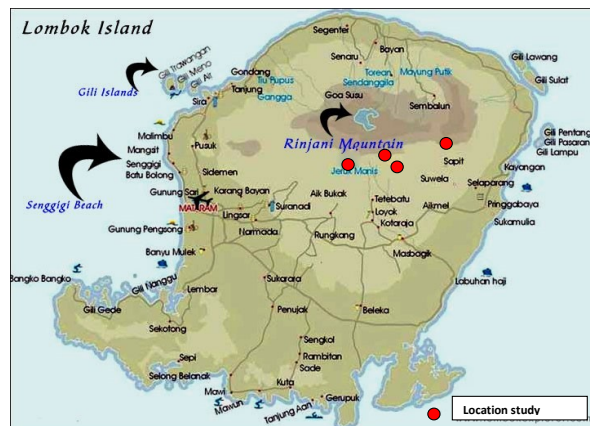 Lombok Island
Segenter
Bayan
Senaru
Torean
Mayung Putik
Sendanggila
Gili Lawang
Gili Sulat
Gili Trawangan
Gili Meno
Gili Air
Gondang
Tiu Pupus
Tanjung
Gangga
Goa Susu
Sembalun
Gili Islands
Sira
Rinjani Mountain
Gili Pentang
Gili Pasaran
Gili Lampu
Malimbu
Mangsit
Pusuk
Senggigi
Batu Bolong
Sidemen
Jeruk Manis
Sapit
Kayangan
Suwela
Selaparang
Senggigi Beach
Gunung Sari
Karang Bayan
Aik Bukak
Tetebatu
Pringgabaya
MATARAM
Suranadi
Loyok
Aikmel
Lingsar
Kotaraja
Sukamulia
Gunung Pengsong
Narmada
Rungkang
Masbagik
Banyu Mulek
Bangko Bangko
Gili Nanggu
Sukarara
Labuhan haji
Lembar
Gili Gede
Penujak
Beleka
Sekotong
Sengkol
Sepi
Rambitan
Sade
Selong Belanak
Kuta
Mawi
Mawun
Gerupuk
Tanjung Aan
Location study